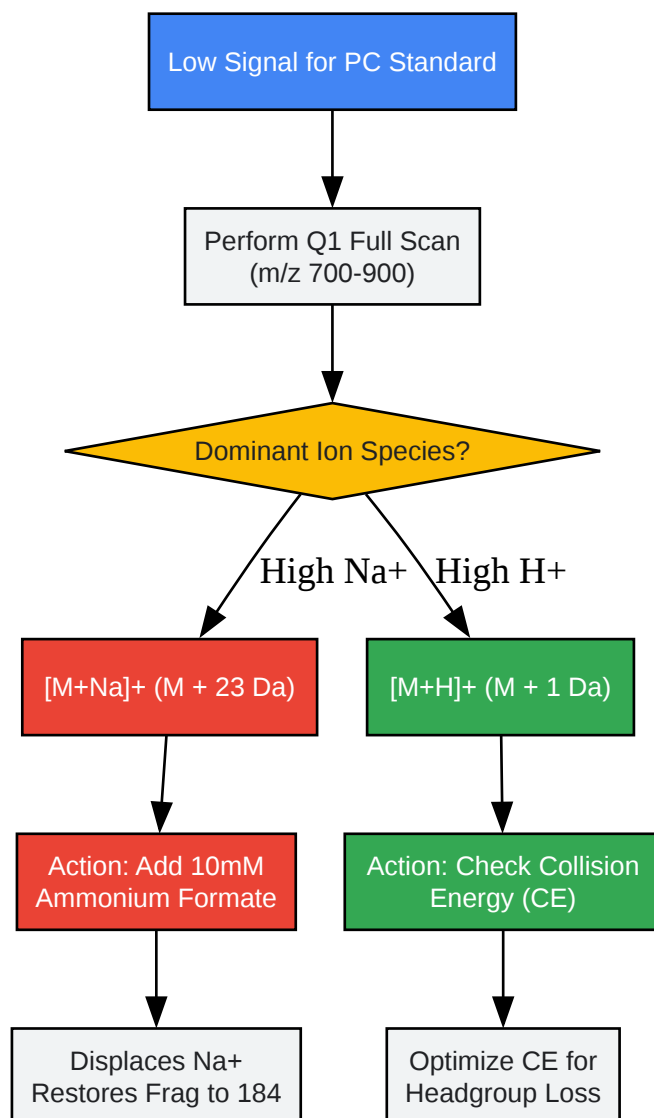 Low Signal for PC Standard
Perform Q1 Full Scan
(m/z 700-900)
Dominant Ion Species?
High Na+
High H+
[M+Na]+ (M + 23 Da)
[M+H]+ (M + 1 Da)
Action: Add 10mM
Ammonium Formate
Action: Check Collision
Energy (CE)
Displaces Na+
Restores Frag to 184
Optimize CE for
Headgroup Loss